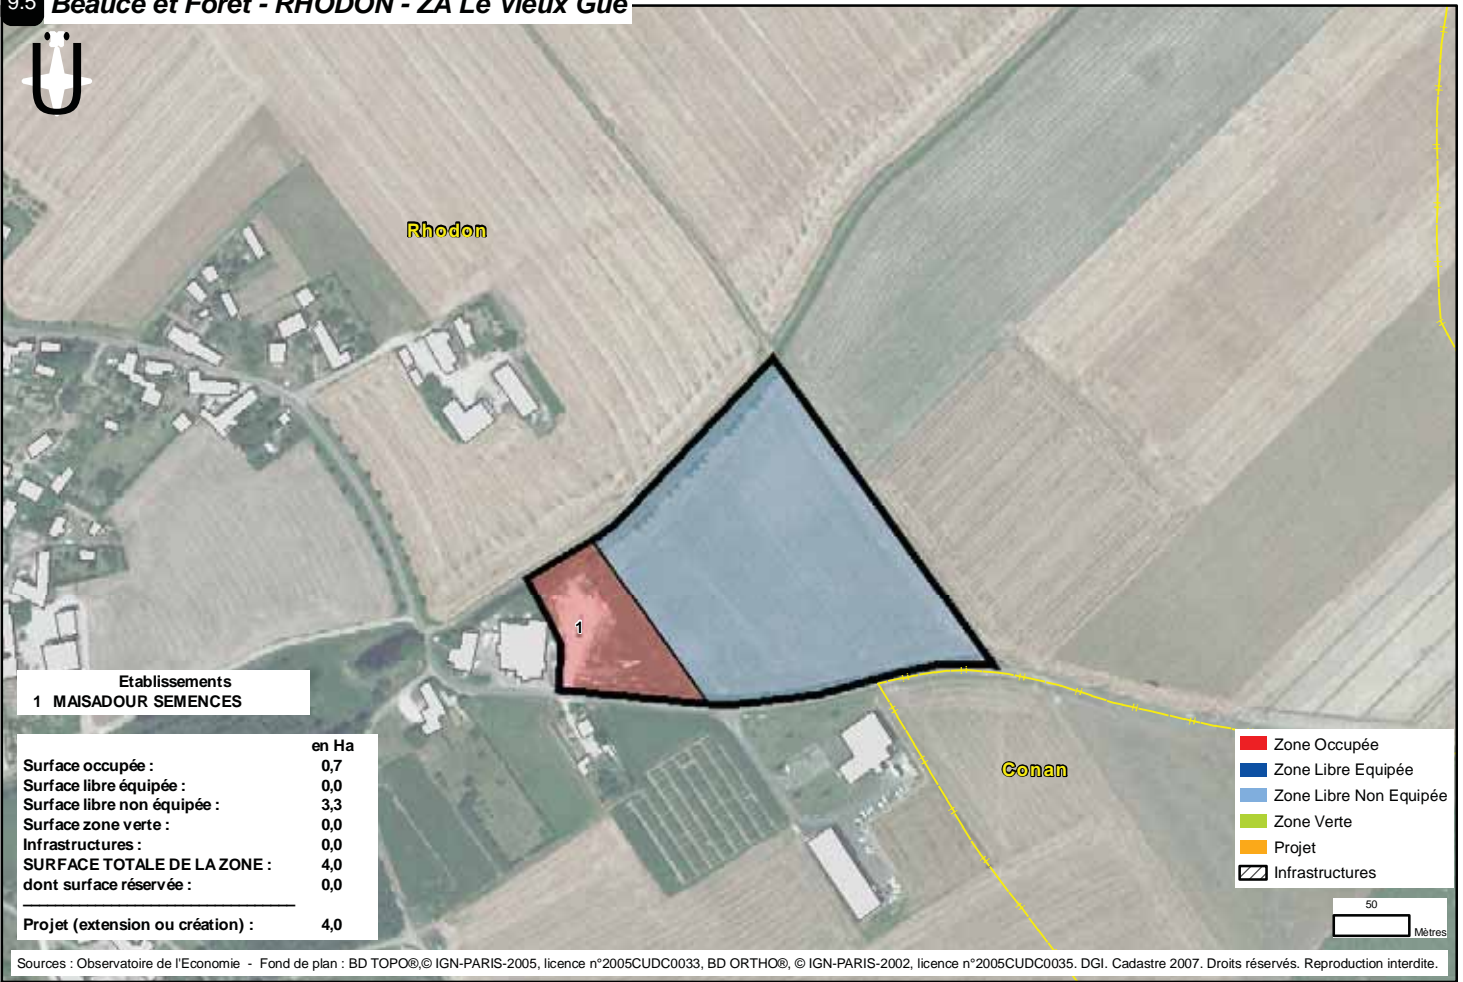 9.5 Beauce et Forêt - RHODON - ZA Le Vieux Gué
Rhodon
1
Etablissements
1 MAISADOUR SEMENCES
en Ha
Surface occupée : 0,7
Surface libre équipée : 0,0
Surface libre non équipée : 3,3
Surface zone verte : 0,0
Infrastructures : 0,0
SURFACE TOTALE DE LA ZONE : 4,0
dont surface réservée : 0,0
Projet (extension ou création) : 4,0
Conan
Zone Occupée
Zone Libre Equipée
Zone Libre Non Equipée
Zone Verte
Projet
Infrastructures
50
Mètres
Sources : Observatoire de l'Economie - Fond de plan : BD TOPO®,© IGN-PARIS-2005, licence n°2005CUDC0033, BD ORTHO®, © IGN-PARIS-2002, licence n°2005CUDC0035. DGI. Cadastre 2007. Droits réservés. Reproduction interdite.